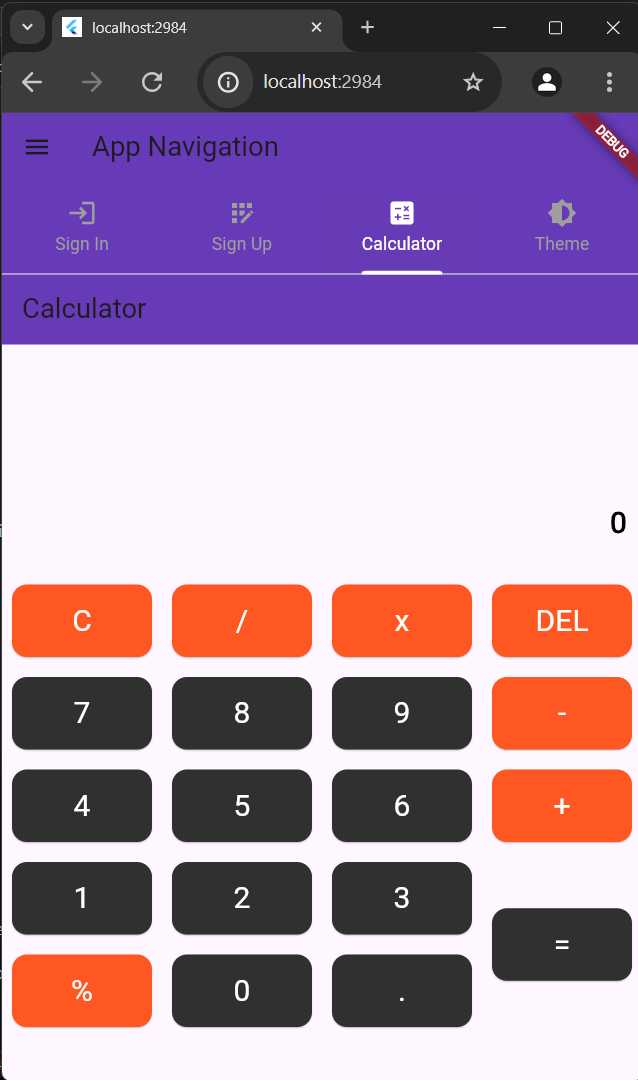 localhost:2984
localhost:2984
App Navigation
DEBUG
Sign In Sign Up Calculator Theme
Calculator
0
C / x DEL
7 8 9 -
4 5 6 +
1 2 3
=
% 0 .